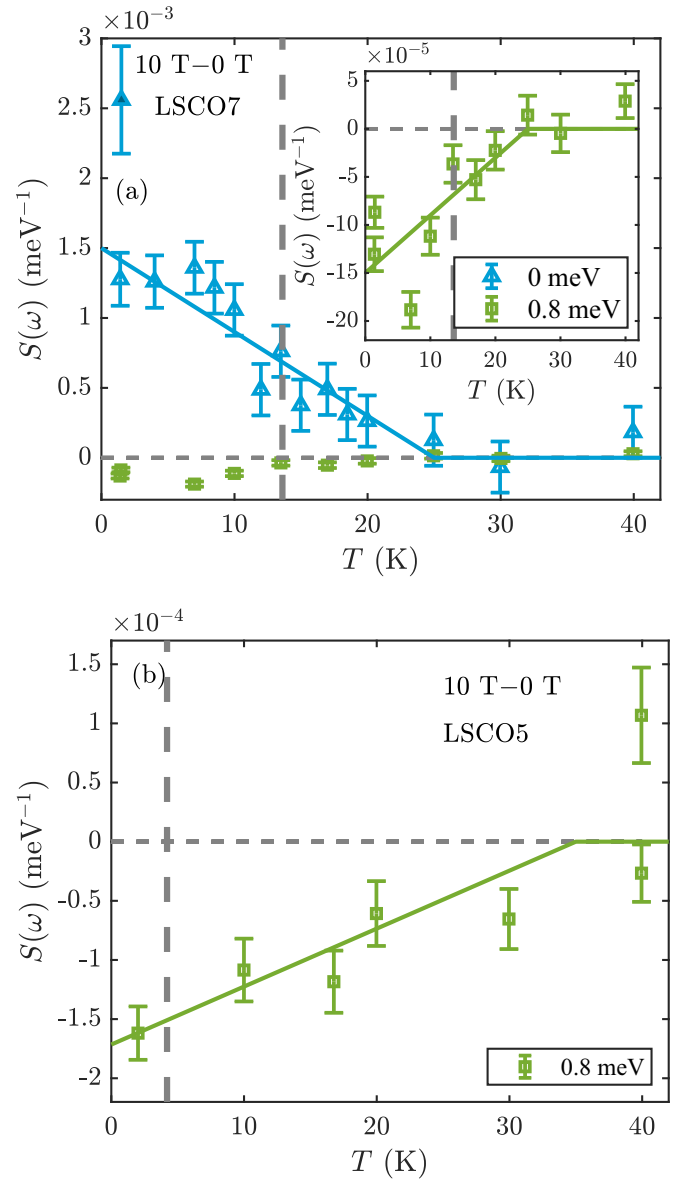 ×10⁻³
10 T−0 T
LSCO7
(a)
S(ω) (meV⁻¹)
3
2.5
2
1.5
1
0.5
0
0 10 20 30 40
T (K)
×10⁻⁵
S(ω) (meV⁻¹)
5
0
-5
-10
-15
-20
0 10 20 30 40
T (K)
0 meV
0.8 meV
×10⁻⁴
(b)
10 T−0 T
LSCO5
S(ω) (meV⁻¹)
1.5
1
0.5
0
-0.5
-1
-1.5
-2
0 10 20 30 40
T (K)
0.8 meV